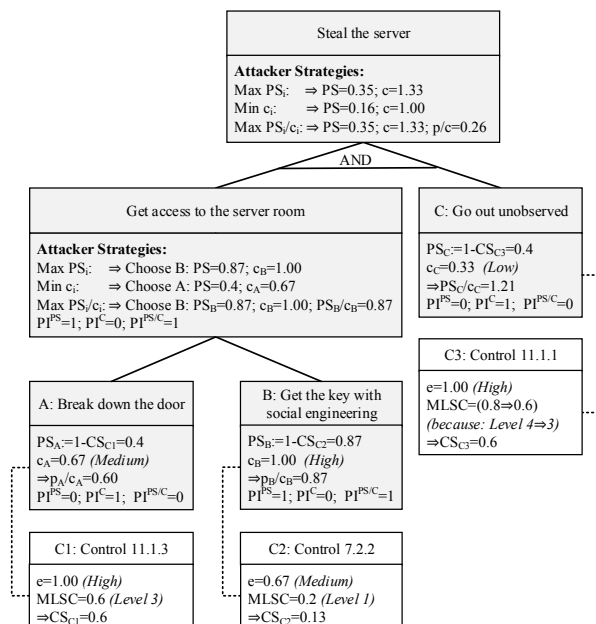 Steal the server
Attacker Strategies:
Max PSᵢ: ⇒ PS=0.35; c=1.33
Min cᵢ: ⇒ PS=0.16; c=1.00
Max PSᵢ/cᵢ: ⇒ PS=0.35; c=1.33; p/c=0.26
AND
Get access to the server room
Attacker Strategies:
Max PSᵢ: ⇒ Choose B: PS=0.87; c_B=1.00
Min cᵢ: ⇒ Choose A: PS=0.4; c_A=0.67
Max PSᵢ/cᵢ: ⇒ Choose B: PS_B=0.87; c_B=1.00; PS_B/c_B=0.87
PI^PS=1; PI^C=0; PI^PS/C=1
C: Go out unobserved
PS_C:=1-CS_C3=0.4
c_C=0.33 (Low)
⇒PS_C/c_C=1.21
PI^PS=0; PI^C=1; PI^PS/C=0
C3: Control 11.1.1
e=1.00 (High)
MLSC=(0.8⇒0.6)
(because: Level 4⇒3)
⇒CS_C3=0.6
A: Break down the door
PS_A:=1-CS_C1=0.4
c_A=0.67 (Medium)
⇒p_A/c_A=0.60
PI^PS=0; PI^C=1; PI^PS/C=0
B: Get the key with
social engineering
PS_B:=1-CS_C2=0.87
c_B=1.00 (High)
⇒p_B/c_B=0.87
PI^PS=1; PI^C=0; PI^PS/C=1
C1: Control 11.1.3
e=1.00 (High)
MLSC=0.6 (Level 3)
⇒CS_C1=0.6
C2: Control 7.2.2
e=0.67 (Medium)
MLSC=0.2 (Level 1)
⇒CS_C2=0.13